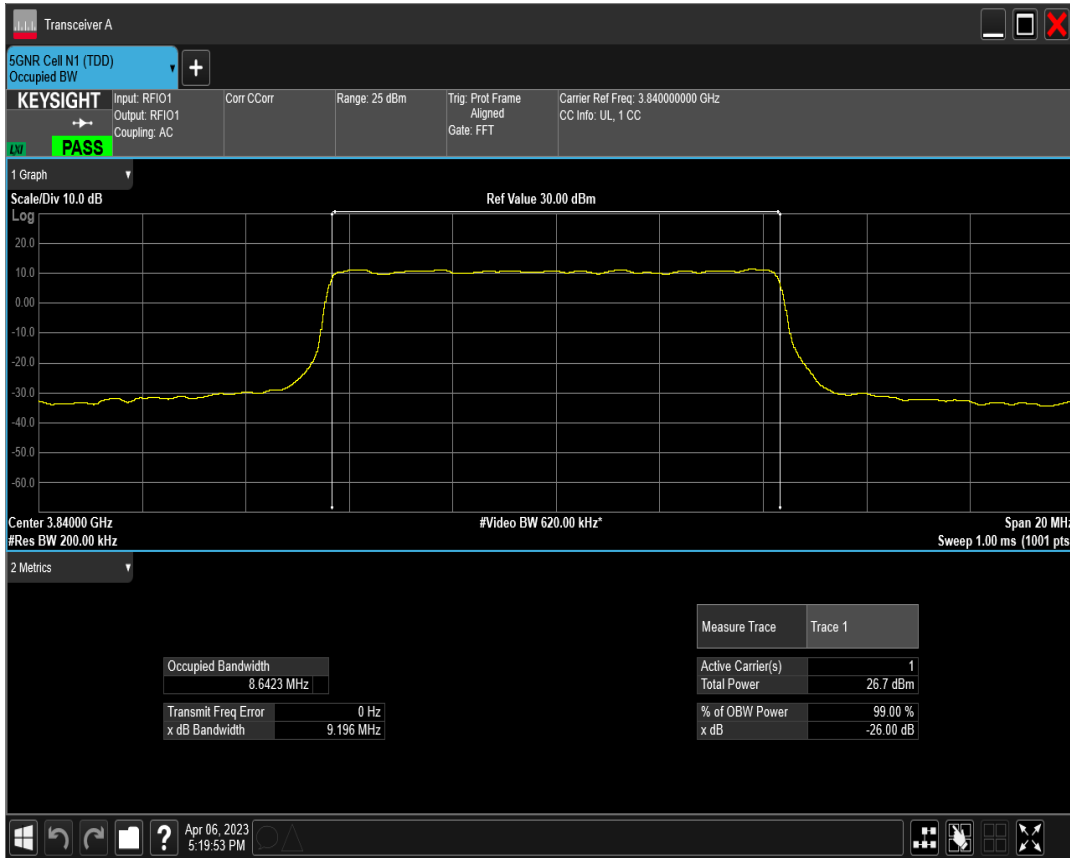 Transceiver A
5GNR Cell N1 (TDD)
Occupied BW
KEYSIGHT
LXI
PASS
Input: RFIO1
Output: RFIO1
Coupling: AC
Corr CCorr
Range: 25 dBm
Trig: Prot Frame
Aligned
Gate: FFT
Carrier Ref Freq: 3.840000000 GHz
CC Info: UL, 1 CC
1 Graph
Scale/Div 10.0 dB
Ref Value 30.00 dBm
Log
20.0
10.0
0.00
-10.0
-20.0
-30.0
-40.0
-50.0
-60.0
Center 3.84000 GHz
#Video BW 620.00 kHz*
Span 20 MHz
#Res BW 200.00 kHz
Sweep 1.00 ms (1001 pts
2 Metrics
Measure Trace Trace 1
Occupied Bandwidth
8.6423 MHz
Active Carrier(s) 1
Total Power 26.7 dBm
Transmit Freq Error 0 Hz
x dB Bandwidth 9.196 MHz
% of OBW Power 99.00 %
x dB -26.00 dB
Apr 06, 2023
5:19:53 PM